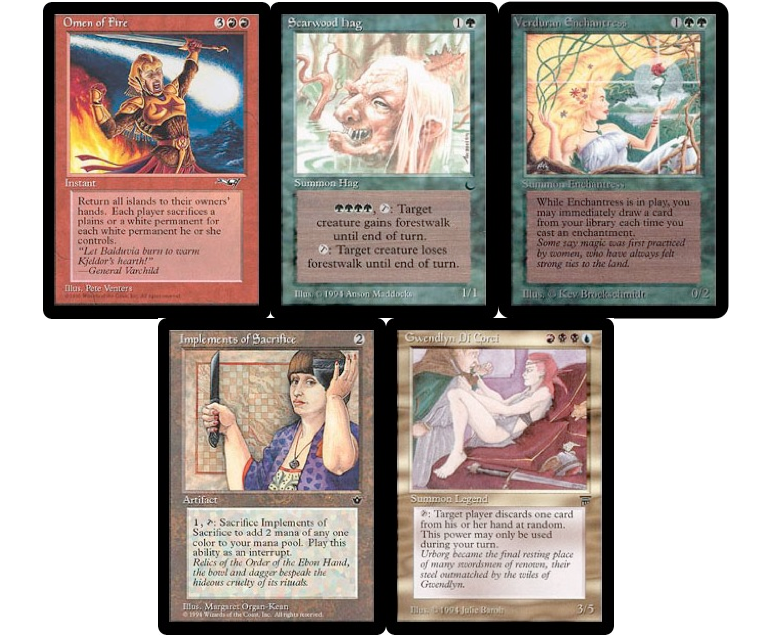 Omen of Fire 3
Instant
Return all islands to their owners'
hands. Each player sacrifices a
plains or a white permanent for
each white permanent he or she
controls.
"Let Balduvia burn to warm
Kjeldor's hearth!"
—General Varchild
Illus. Pete Venters
Scarwood Hag 1
Summon Hag
: Target
creature gains forestwalk
until end of turn.
: Target creature loses
forestwalk until end of turn.
Illus. © 1994 Anson Maddocks 1/1
Verduran Enchantress 1
Summon Enchantress
While Enchantress is in play, you
may immediately draw a card
from your library each time you
cast an enchantment.
Some say magic was first practiced
by women, who have always felt
strong ties to the land.
Illus. © Kev Brockschmidt 0/2
Implements of Sacrifice 2
Artifact
1, : Sacrifice Implements of
Sacrifice to add 2 mana of any one
color to your mana pool. Play this
ability as an interrupt.
Relics of the Order of the Ebon Hand,
the bowl and dagger bespeak the
hideous cruelty of its rituals.
Illus. Margaret Organ-Kean
© 1994 Wizards of the Coast, Inc. All rights reserved.
Gwendlyn Di Corci
Summon Legend
: Target player discards one card
from his or her hand at random.
This power may only be used
during your turn.
Urborg became the final resting place
of many swordsmen of renown, their
steel outmatched by the wiles of
Gwendlyn.
Illus. © 1994 Julie Baroh 3/5